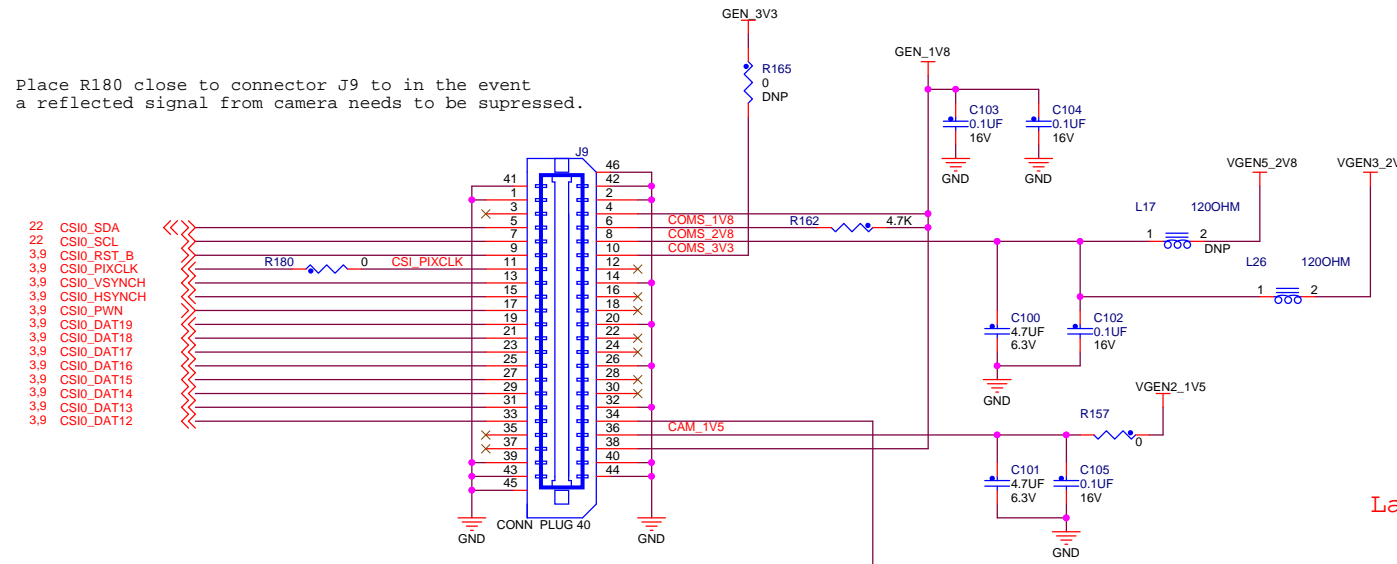 GEN_3V3
GEN_1V8
Place R180 close to connector J9 to in the event
a reflected signal from camera needs to be supressed.
R165
0
DNP
C103
0.1UF
16V
C104
0.1UF
16V
GND
GND
VGEN5_2V8
VGEN3_2V
J9
41
1
3
5
7
9
11
13
15
17
19
21
23
25
27
29
31
33
35
37
39
43
45
46
42
2
4
6
8
10
12
14
16
18
20
22
24
26
28
30
32
34
36
38
40
44
CONN PLUG 40
GND
GND
22 CSI0_SDA
22 CSI0_SCL
3,9 CSI0_RST_B
3,9 CSI0_PIXCLK
3,9 CSI0_VSYNCH
3,9 CSI0_HSYNCH
3,9 CSI0_PWN
3,9 CSI0_DAT19
3,9 CSI0_DAT18
3,9 CSI0_DAT17
3,9 CSI0_DAT16
3,9 CSI0_DAT15
3,9 CSI0_DAT14
3,9 CSI0_DAT13
3,9 CSI0_DAT12
R180 0 CSI_PIXCLK
COMS_1V8
COMS_2V8
COMS_3V3
R162 4.7K
L17 120OHM
1 2
DNP
L26 120OHM
1 2
C100
4.7UF
6.3V
C102
0.1UF
16V
GND
CAM_1V5
VGEN2_1V5
R157
0
C101
4.7UF
6.3V
C105
0.1UF
16V
GND
La